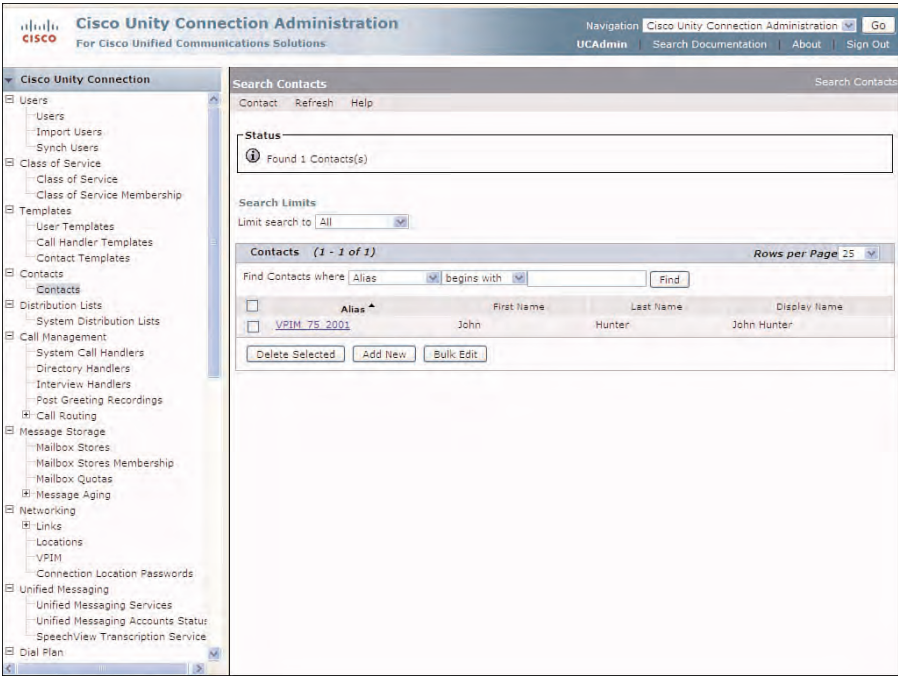 cisco
Cisco Unity Connection Administration
For Cisco Unified Communications Solutions
Navigation Cisco Unity Connection Administration Go
UCAdmin Search Documentation About Sign Out
Cisco Unity Connection
Users
Users
Import Users
Synch Users
Class of Service
Class of Service
Class of Service Membership
Templates
User Templates
Call Handler Templates
Contact Templates
Contacts
Contacts
Distribution Lists
System Distribution Lists
Call Management
System Call Handlers
Directory Handlers
Interview Handlers
Post Greeting Recordings
Call Routing
Message Storage
Mailbox Stores
Mailbox Stores Membership
Mailbox Quotas
Message Aging
Networking
Links
Locations
VPIM
Connection Location Passwords
Unified Messaging
Unified Messaging Services
Unified Messaging Accounts Status
SpeechView Transcription Service
Dial Plan
Search Contacts Search Contacts
Contact Refresh Help
Status
Found 1 Contacts(s)
Search Limits
Limit search to All
Contacts (1 - 1 of 1) Rows per Page 25
Find Contacts where Alias begins with Find
Alias First Name Last Name Display Name
VPIM_75_2001 John Hunter John Hunter
Delete Selected Add New Bulk Edit